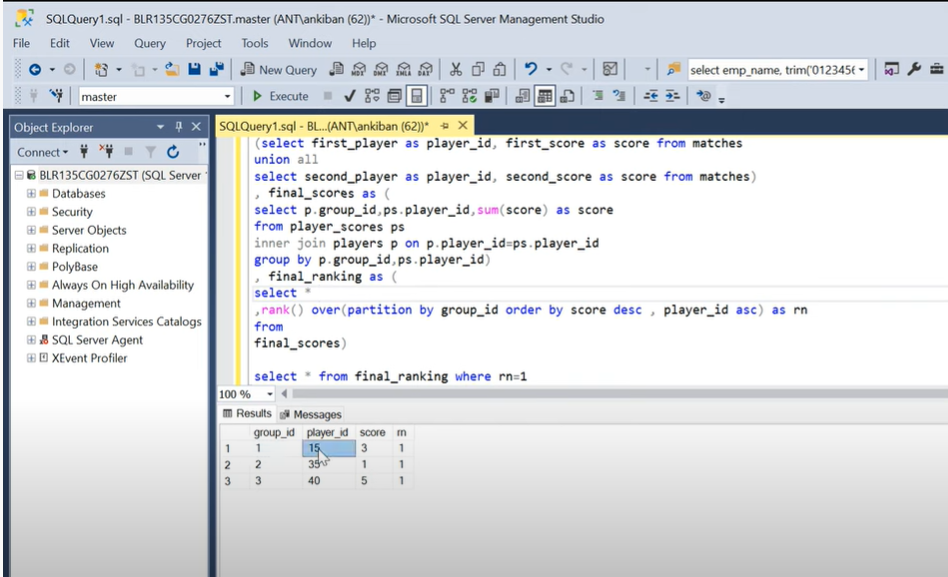 SQLQuery1.sql - BLR135CG0276ZST.master (ANT\ankiban (62))* - Microsoft SQL Server Management Studio
File Edit View Query Project Tools Window Help
New Query MDX DMX XMLA DAX select emp_name, trim('012345
master Execute
Object Explorer
SQLQuery1.sql - BL...(ANT\ankiban (62))*
Connect
BLR135CG0276ZST (SQL Server
Databases
Security
Server Objects
Replication
PolyBase
Always On High Availability
Management
Integration Services Catalogs
SQL Server Agent
XEvent Profiler
(select first_player as player_id, first_score as score from matches
union all
select second_player as player_id, second_score as score from matches)
, final_scores as (
select p.group_id,ps.player_id,sum(score) as score
from player_scores ps
inner join players p on p.player_id=ps.player_id
group by p.group_id,ps.player_id)
, final_ranking as (
select *
,rank() over(partition by group_id order by score desc , player_id asc) as rn
from
final_scores)
select * from final_ranking where rn=1
100 %
Results Messages
group_id player_id score rn
1 1 15 3 1
2 2 35 1 1
3 3 40 5 1